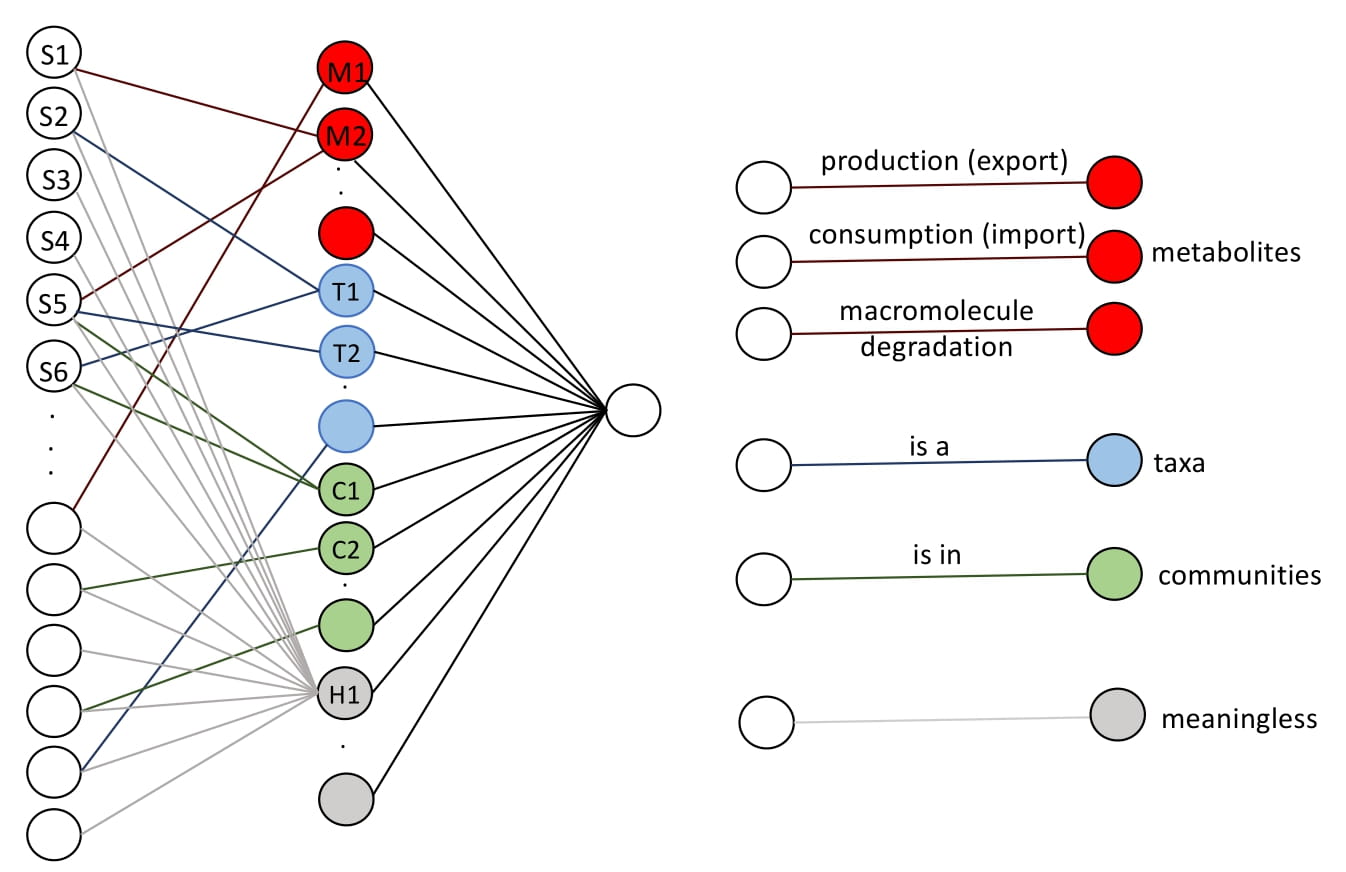 S1
S2
S3
S4
S5
S6
M1
M2
T1
T2
C1
C2
H1
production (export)
consumption (import)
metabolites
macromolecule
degradation
is a
taxa
is in
communities
meaningless